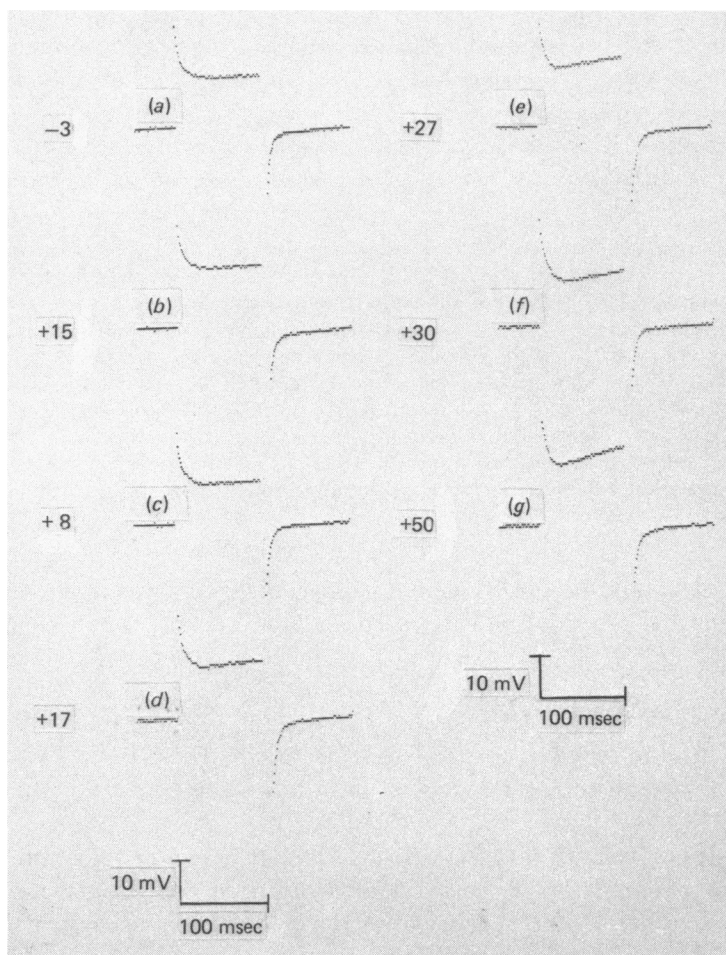 (a)
−3
(b)
+15
(c)
+ 8
(d)
+17
10 mV
100 msec
(e)
+27
(f)
+30
(g)
+50
10 mV
100 msec